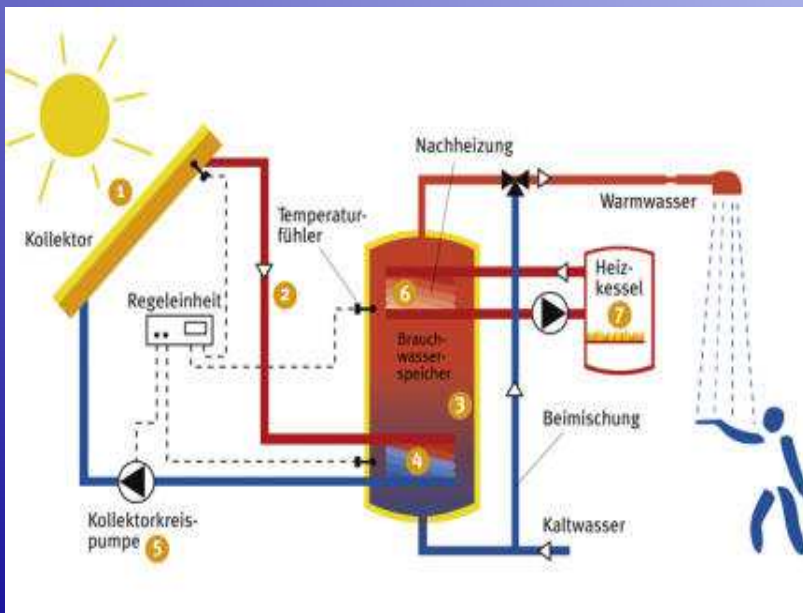 Nachheizung
1
Warmwasser
Kollektor
Temperatur-
fühler
2
Regeleinheit
6
Heiz-
kessel
7
Brauch-
wasser-
speicher
3
4
Beimischung
Kollektorkreis-
pumpe 5
Kaltwasser